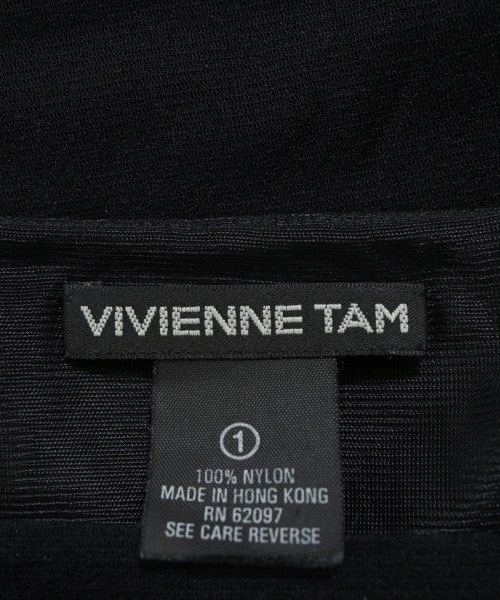 VIVIENNE TAM
1
100% NYLON
MADE IN HONG KONG
RN 62097
SEE CARE REVERSE